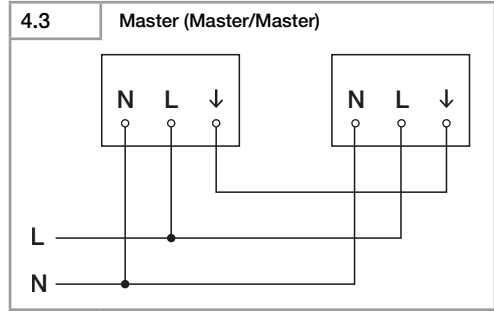 4.3 Master (Master/Master)
N L ↓ N L ↓
L
N